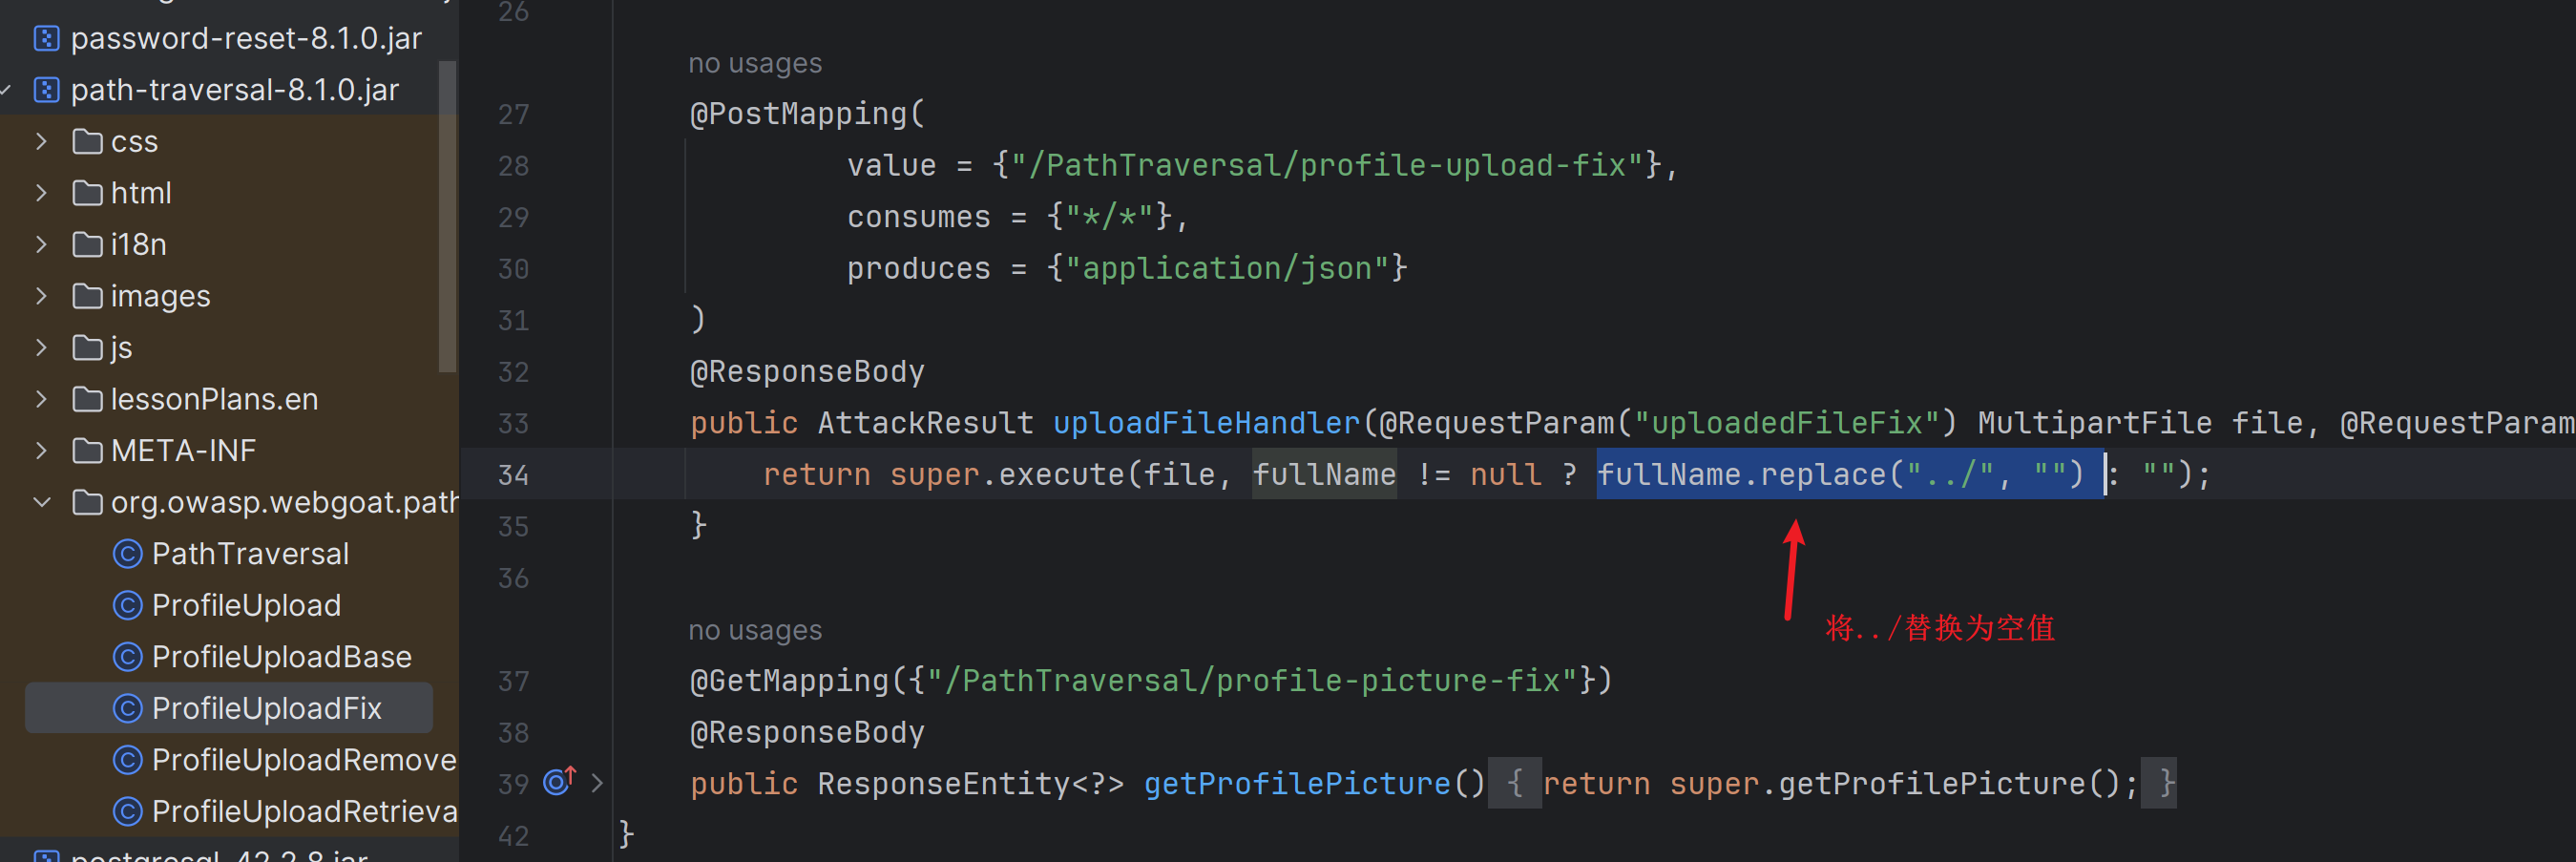 password-reset-8.1.0.jar
path-traversal-8.1.0.jar
css
html
i18n
images
js
lessonPlans.en
META-INF
org.owasp.webgoat.path
PathTraversal
ProfileUpload
ProfileUploadBase
ProfileUploadFix
ProfileUploadRemove
ProfileUploadRetrieva
26
no usages
27 @PostMapping(
28 value = {"/PathTraversal/profile-upload-fix"},
29 consumes = {"*/*"},
30 produces = {"application/json"}
31 )
32 @ResponseBody
33 public AttackResult uploadFileHandler(@RequestParam("uploadedFileFix") MultipartFile file, @RequestParam
34 return super.execute(file, fullName != null ? fullName.replace("../", "") : "");
35 }
36
将../替换为空值
no usages
37 @GetMapping({"/PathTraversal/profile-picture-fix"})
38 @ResponseBody
39 public ResponseEntity<?> getProfilePicture() { return super.getProfilePicture(); }
42 }